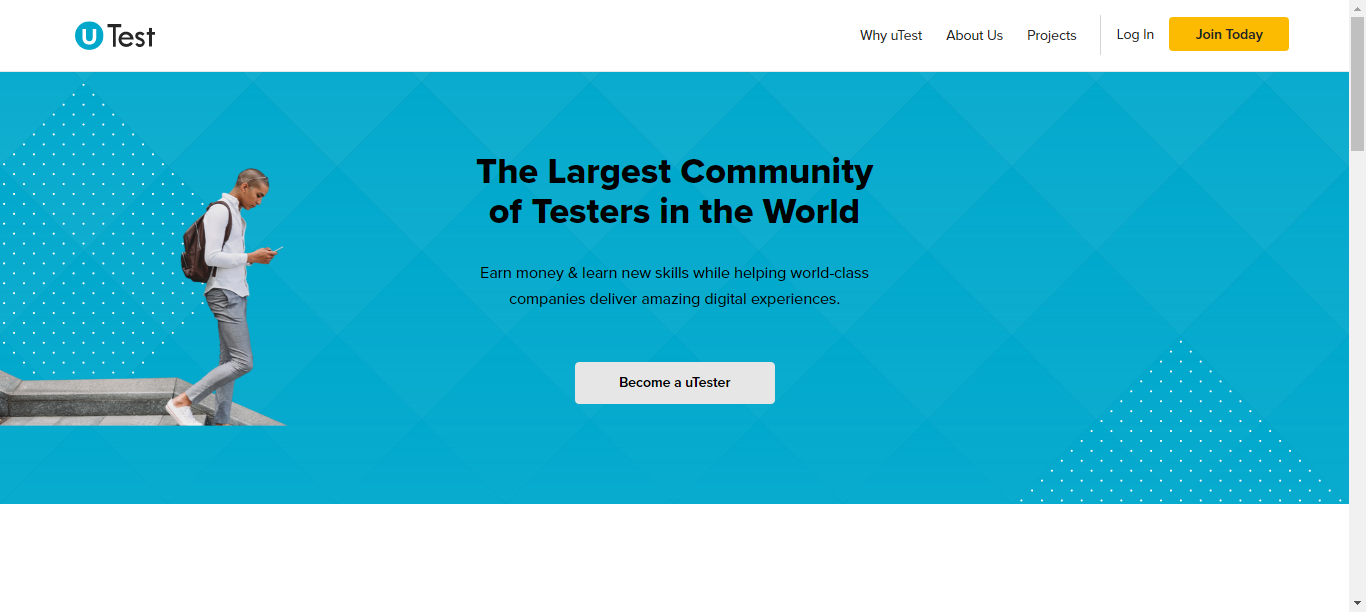 uTest
Why uTest
About Us
Projects
Log In
Join Today
The Largest Community
of Testers in the World
Earn money & learn new skills while helping world-class
companies deliver amazing digital experiences.
Become a uTester